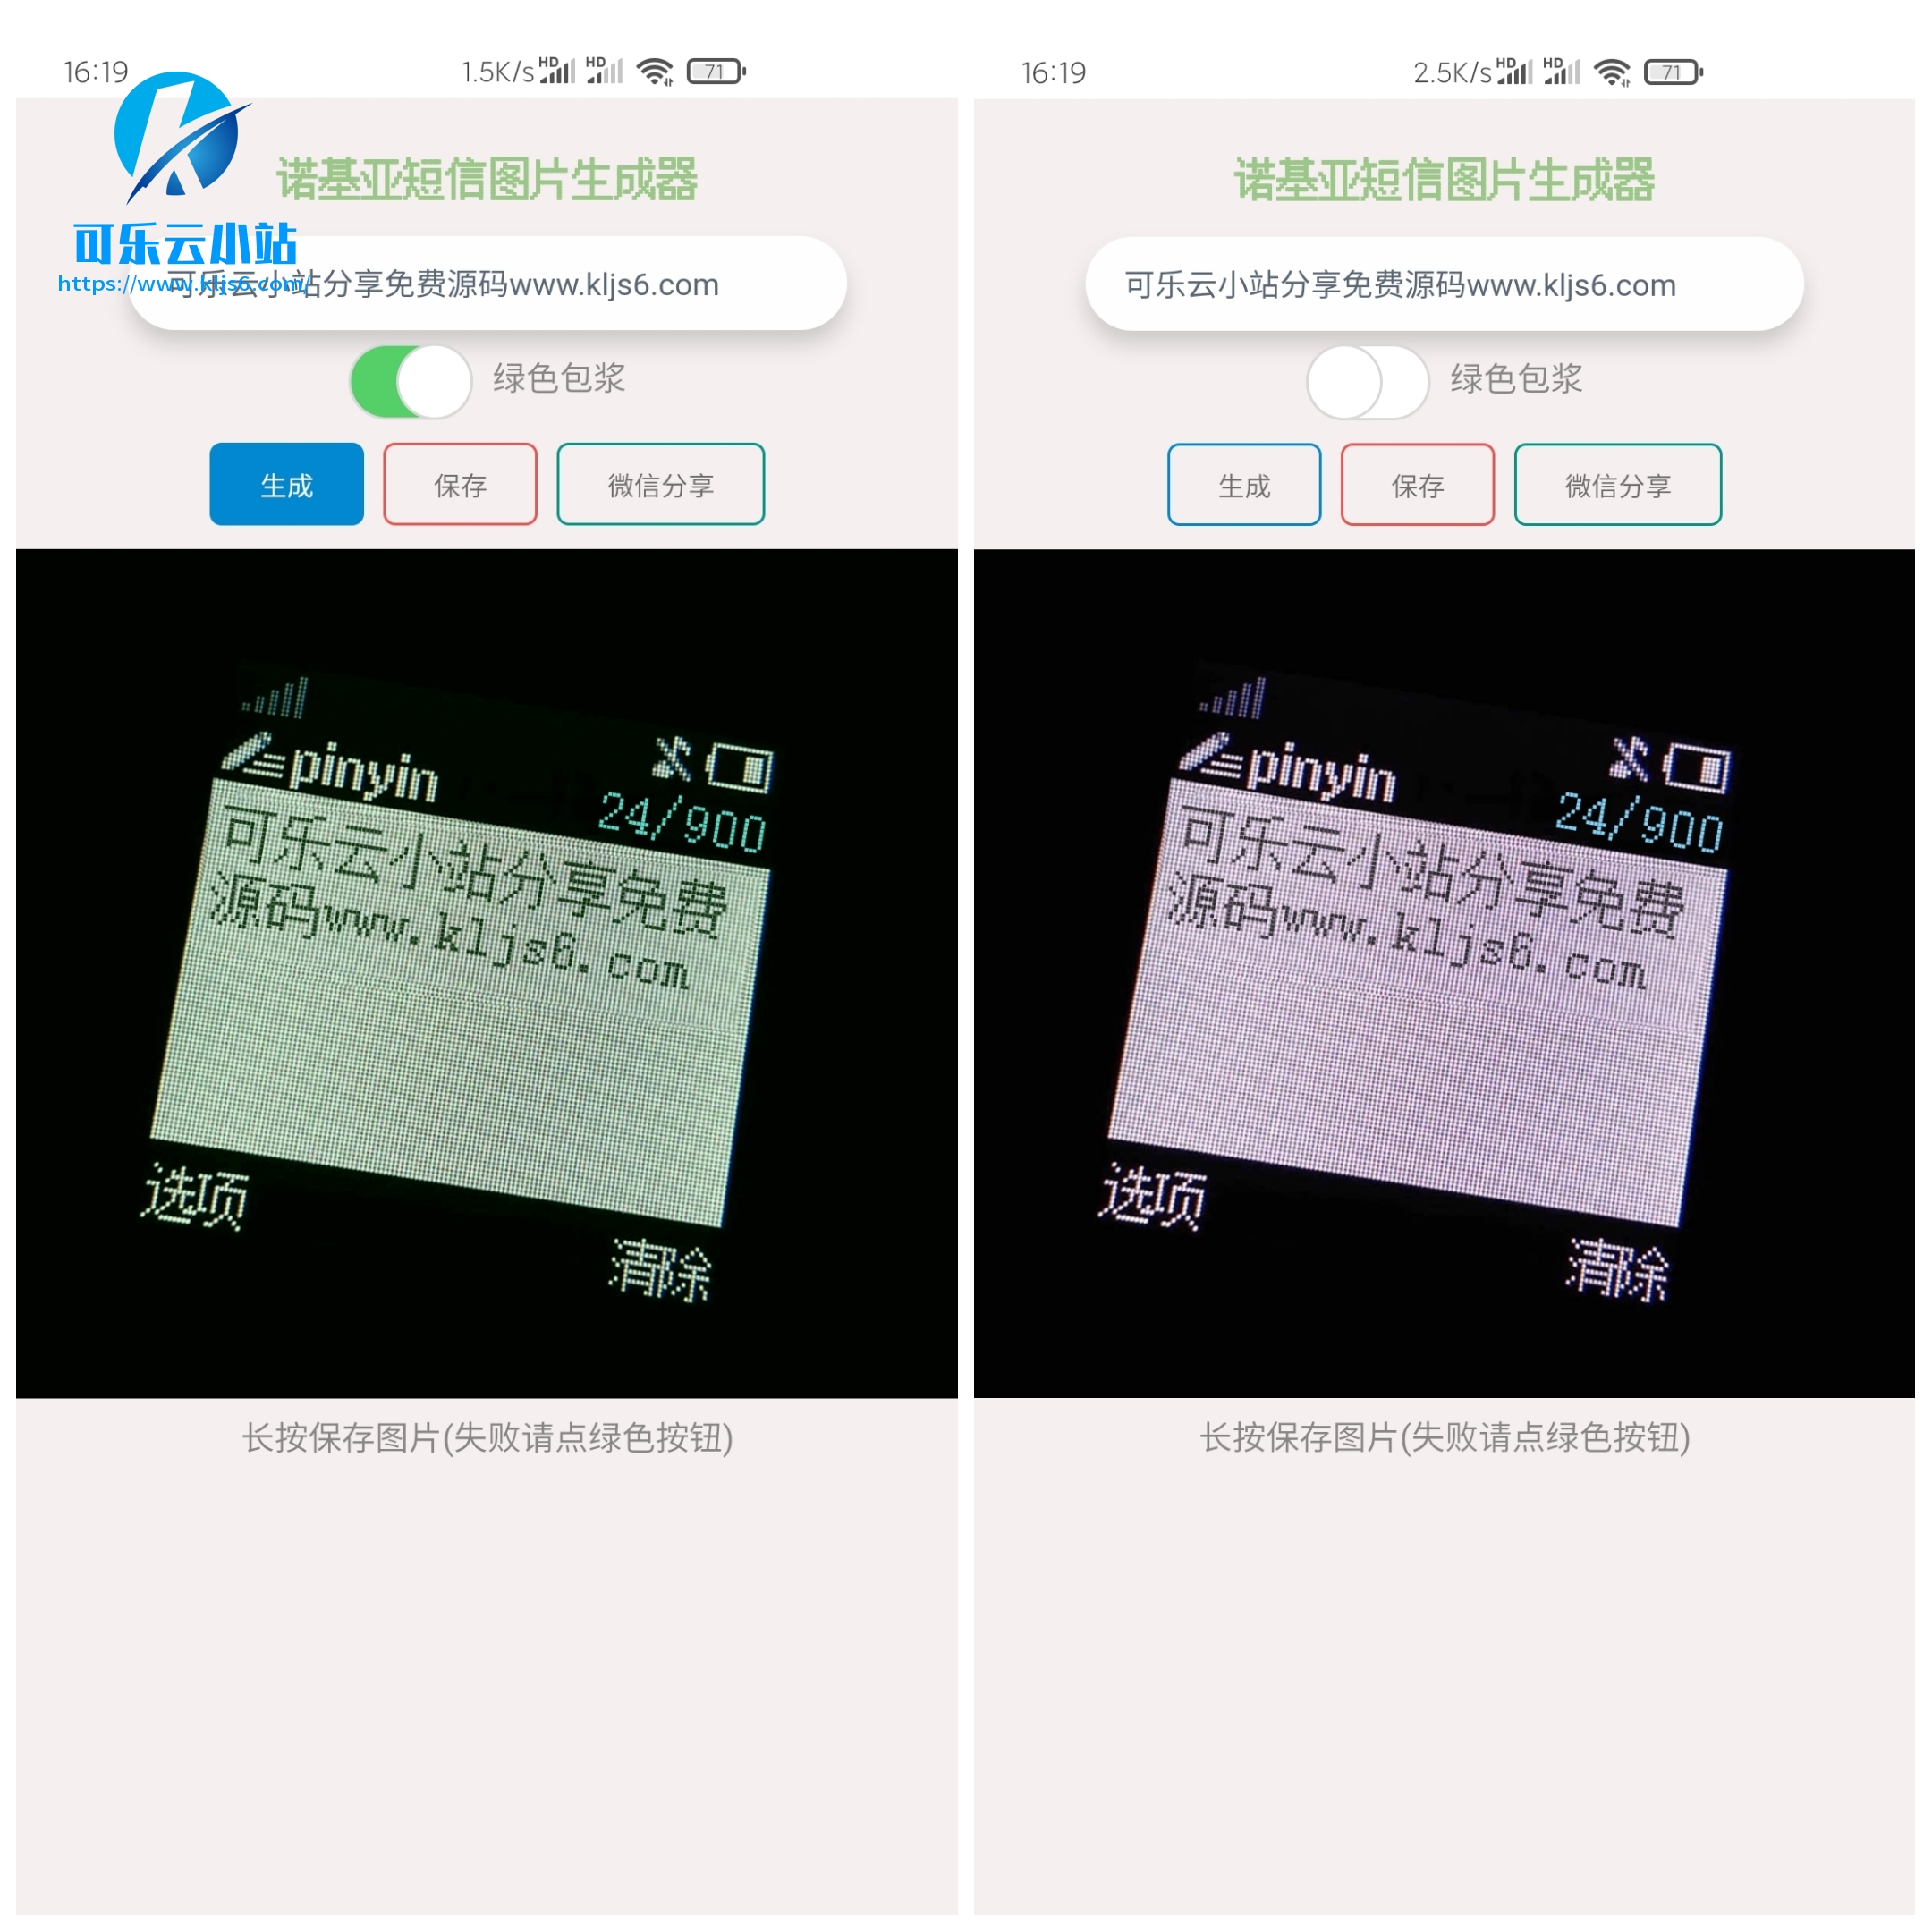 16:19
1.5K/s HD HD 71
可乐云小站
https://www.kljs6.com/
诺基亚短信图片生成器
可乐云小站分享免费源码www.kljs6.com
绿色包浆
生成 保存 微信分享
pinyin
24/900
可乐云小站分享免费
源码www.kljs6.com
选项
清除
长按保存图片(失败请点绿色按钮)
16:19
2.5K/s HD HD 71
诺基亚短信图片生成器
可乐云小站分享免费源码www.kljs6.com
绿色包浆
生成 保存 微信分享
pinyin
24/900
可乐云小站分享免费
源码www.kljs6.com
选项
清除
长按保存图片(失败请点绿色按钮)